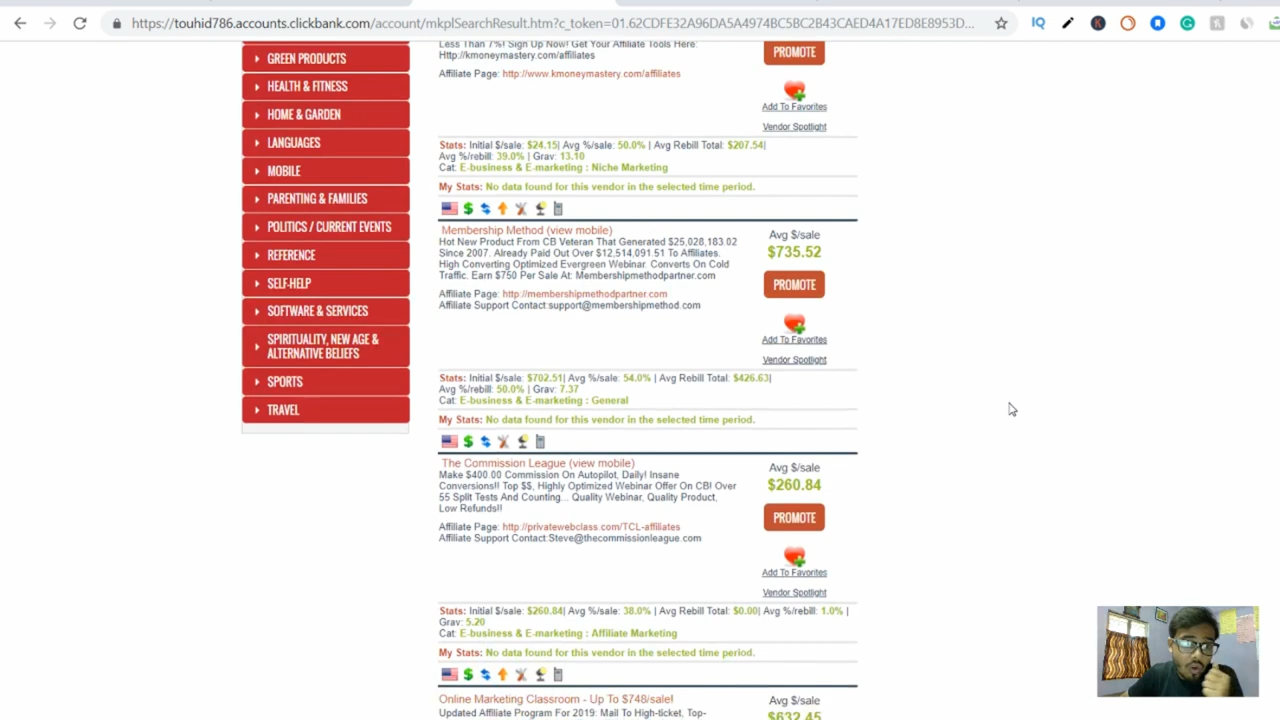 https://touhid786.accounts.clickbank.com/account/mkplSearchResult.htm?c_token=01.62CDFE32A96DA5A4974BC5BC2B43CAED4A17ED8E8953D...
GREEN PRODUCTS
HEALTH & FITNESS
HOME & GARDEN
LANGUAGES
MOBILE
PARENTING & FAMILIES
POLITICS / CURRENT EVENTS
REFERENCE
SELF-HELP
SOFTWARE & SERVICES
SPIRITUALITY, NEW AGE &
ALTERNATIVE BELIEFS
SPORTS
TRAVEL
Less Than 7%! Sign Up Now! Get Your Affiliate Tools Here:
Http://kmoneymastery.com/affiliates
Affiliate Page: http://www.kmoneymastery.com/affiliates
PROMOTE
Add To Favorites
Vendor Spotlight
Stats: Initial $/sale: $24.15| Avg %/sale: 50.0% | Avg Rebill Total: $207.54|
Avg %/rebill: 39.0% | Grav: 13.10
Cat: E-business & E-marketing : Niche Marketing
My Stats: No data found for this vendor in the selected time period.
Membership Method (view mobile)
Hot New Product From CB Veteran That Generated $25,028,183.02
Since 2007. Already Paid Out Over $12,514,091.51 To Affiliates.
High Converting Optimized Evergreen Webinar. Converts On Cold
Traffic. Earn $750 Per Sale At: Membershipmethodpartner.com
Affiliate Page: http://membershipmethodpartner.com
Affiliate Support Contact:support@membershipmethod.com
Avg $/sale
$735.52
PROMOTE
Add To Favorites
Vendor Spotlight
Stats: Initial $/sale: $702.51| Avg %/sale: 54.0% | Avg Rebill Total: $426.63|
Avg %/rebill: 50.0% | Grav: 7.37
Cat: E-business & E-marketing : General
My Stats: No data found for this vendor in the selected time period.
The Commission League (view mobile)
Make $400.00 Commission On Autopilot, Daily! Insane
Conversions!! Top $$, Highly Optimized Webinar Offer On CB! Over
55 Split Tests And Counting... Quality Webinar, Quality Product,
Low Refunds!!
Affiliate Page: http://privatewebclass.com/TCL-affiliates
Affiliate Support Contact:Steve@thecommissionleague.com
Avg $/sale
$260.84
PROMOTE
Add To Favorites
Vendor Spotlight
Stats: Initial $/sale: $260.84| Avg %/sale: 38.0% | Avg Rebill Total: $0.00| Avg %/rebill: 1.0% |
Grav: 5.20
Cat: E-business & E-marketing : Affiliate Marketing
My Stats: No data found for this vendor in the selected time period.
Online Marketing Classroom - Up To $748/sale!
Updated Affiliate Program For 2019: Mail To High-ticket, Top-
Avg $/sale
$632.45